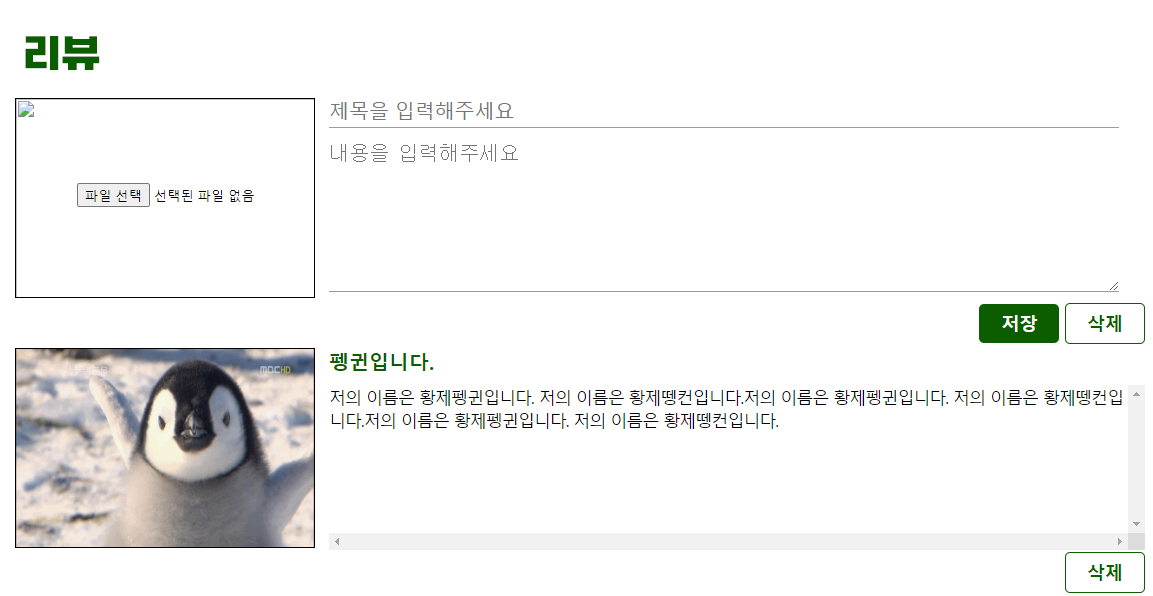 리뷰
제목을 입력해주세요
내용을 입력해주세요
파일 선택 선택된 파일 없음
저장 삭제
MBC HD
펭귄입니다.
저의 이름은 황제펭귄입니다. 저의 이름은 황제뗑컨입니다.저의 이름은 황제펭귄입니다. 저의 이름은 황제뗑컨입
니다.저의 이름은 황제펭귄입니다. 저의 이름은 황제뗑컨입니다.
삭제